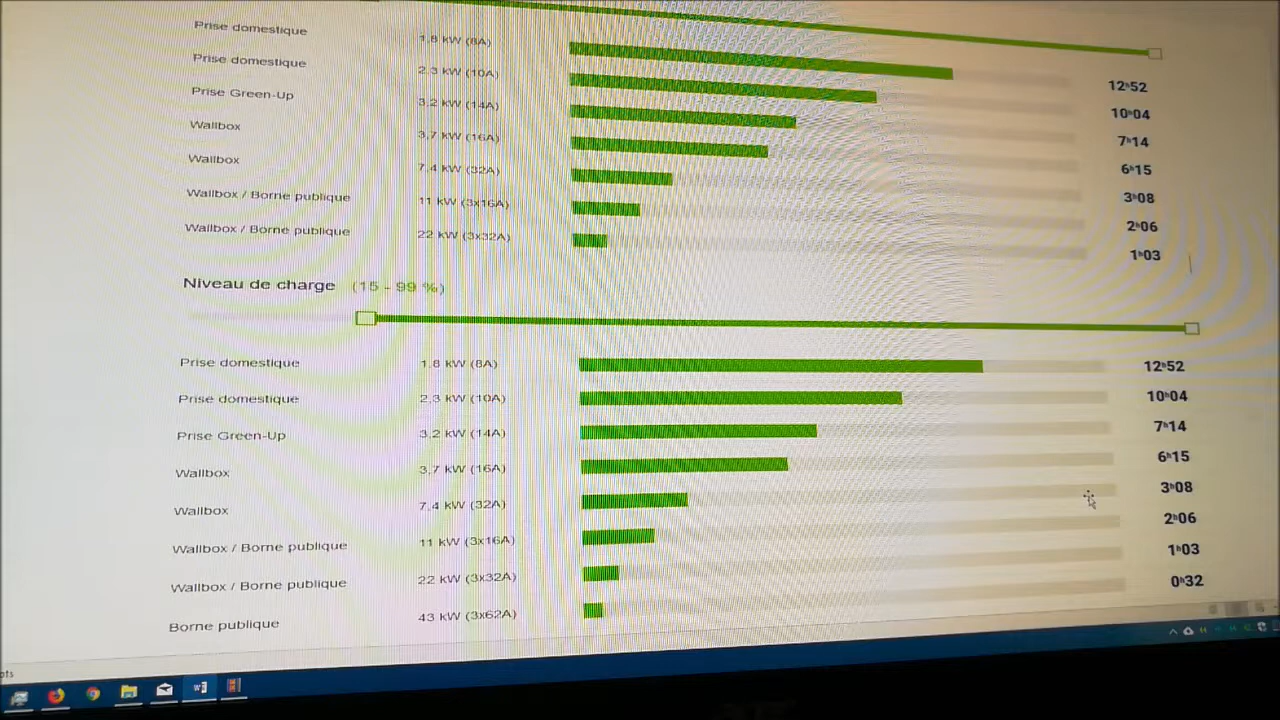 Prise domestique 1,8 kW (8A) 12h52
Prise domestique 2,3 kW (10A) 10h04
Prise Green-Up 3,2 kW (14A) 7h14
Wallbox 3,7 kW (16A) 6h15
Wallbox 7,4 kW (32A) 3h08
Wallbox / Borne publique 11 kW (3x16A) 2h06
Wallbox / Borne publique 22 kW (3x32A) 1h03
Niveau de charge (15 - 99 %)
Prise domestique 1,8 kW (8A) 12h52
Prise domestique 2,3 kW (10A) 10h04
Prise Green-Up 3,2 kW (14A) 7h14
Wallbox 3,7 kW (16A) 6h15
Wallbox 7,4 kW (32A) 3h08
Wallbox / Borne publique 11 kW (3x16A) 2h06
Wallbox / Borne publique 22 kW (3x32A) 1h03
Borne publique 43 kW (3x62A) 0h32